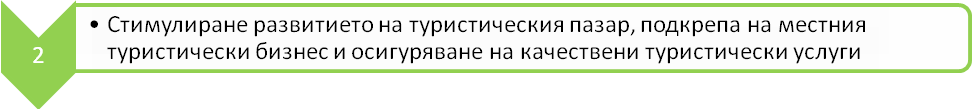 2
• Стимулиране развитието на туристическия пазар, подкрепа на местния
туристически бизнес и осигуряване на качествени туристически услуги